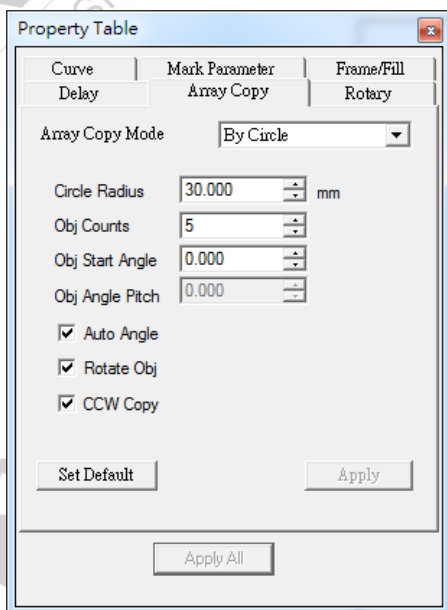 Property Table
Curve Mark Parameter Frame/Fill
Delay Array Copy Rotary
Array Copy Mode By Circle
Circle Radius 30.000 mm
Obj Counts 5
Obj Start Angle 0.000
Obj Angle Pitch 0.000
Auto Angle
Rotate Obj
CCW Copy
Set Default Apply
Apply All